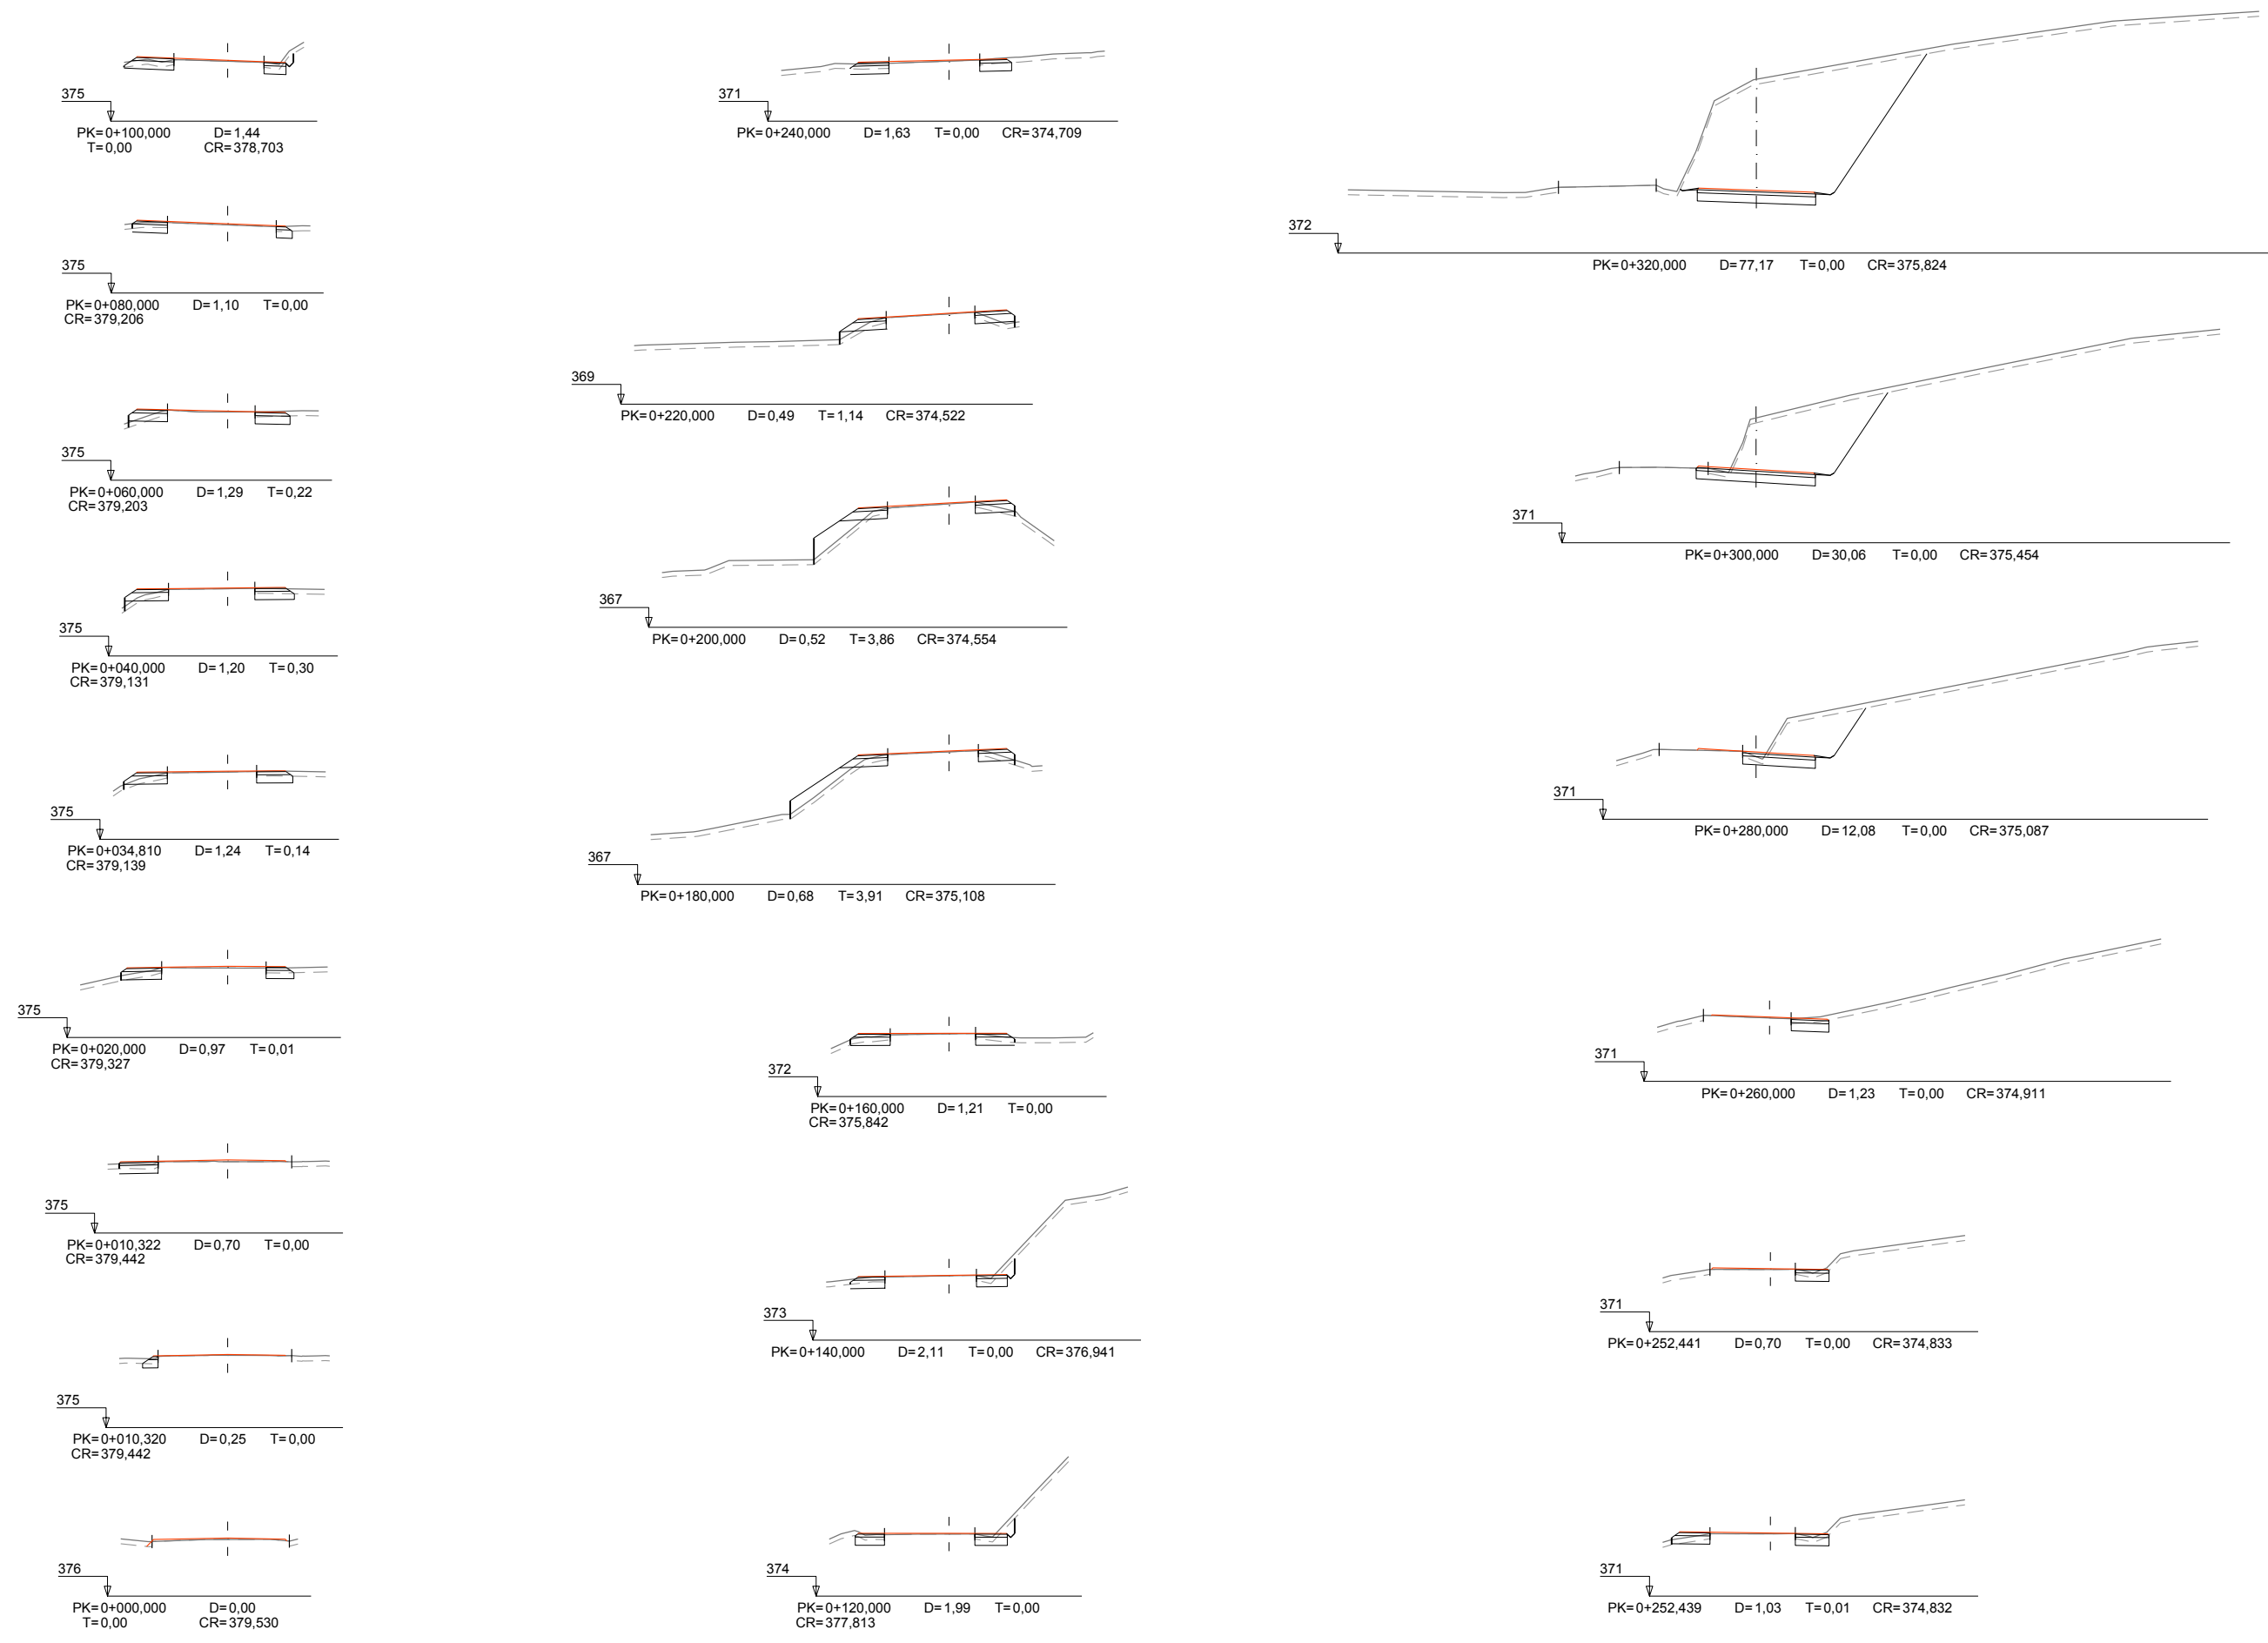 375
PK=0+100,000 D=1,44
T=0,00 CR=378,703
375
PK=0+080,000 D=1,10 T=0,00
CR=379,206
375
PK=0+060,000 D=1,29 T=0,22
CR=379,203
375
PK=0+040,000 D=1,20 T=0,30
CR=379,131
375
PK=0+034,810 D=1,24 T=0,14
CR=379,139
375
PK=0+020,000 D=0,97 T=0,01
CR=379,327
375
PK=0+010,322 D=0,70 T=0,00
CR=379,442
375
PK=0+010,320 D=0,25 T=0,00
CR=379,442
376
PK=0+000,000 D=0,00
T=0,00 CR=379,530
371
PK=0+240,000 D=1,63 T=0,00 CR=374,709
369
PK=0+220,000 D=0,49 T=1,14 CR=374,522
367
PK=0+200,000 D=0,52 T=3,86 CR=374,554
367
PK=0+180,000 D=0,68 T=3,91 CR=375,108
372
PK=0+160,000 D=1,21 T=0,00
CR=375,842
373
PK=0+140,000 D=2,11 T=0,00 CR=376,941
374
PK=0+120,000 D=1,99 T=0,00
CR=377,813
372
PK=0+320,000 D=77,17 T=0,00 CR=375,824
371
PK=0+300,000 D=30,06 T=0,00 CR=375,454
371
PK=0+280,000 D=12,08 T=0,00 CR=375,087
371
PK=0+260,000 D=1,23 T=0,00 CR=374,911
371
PK=0+252,441 D=0,70 T=0,00 CR=374,833
371
PK=0+252,439 D=1,03 T=0,01 CR=374,832